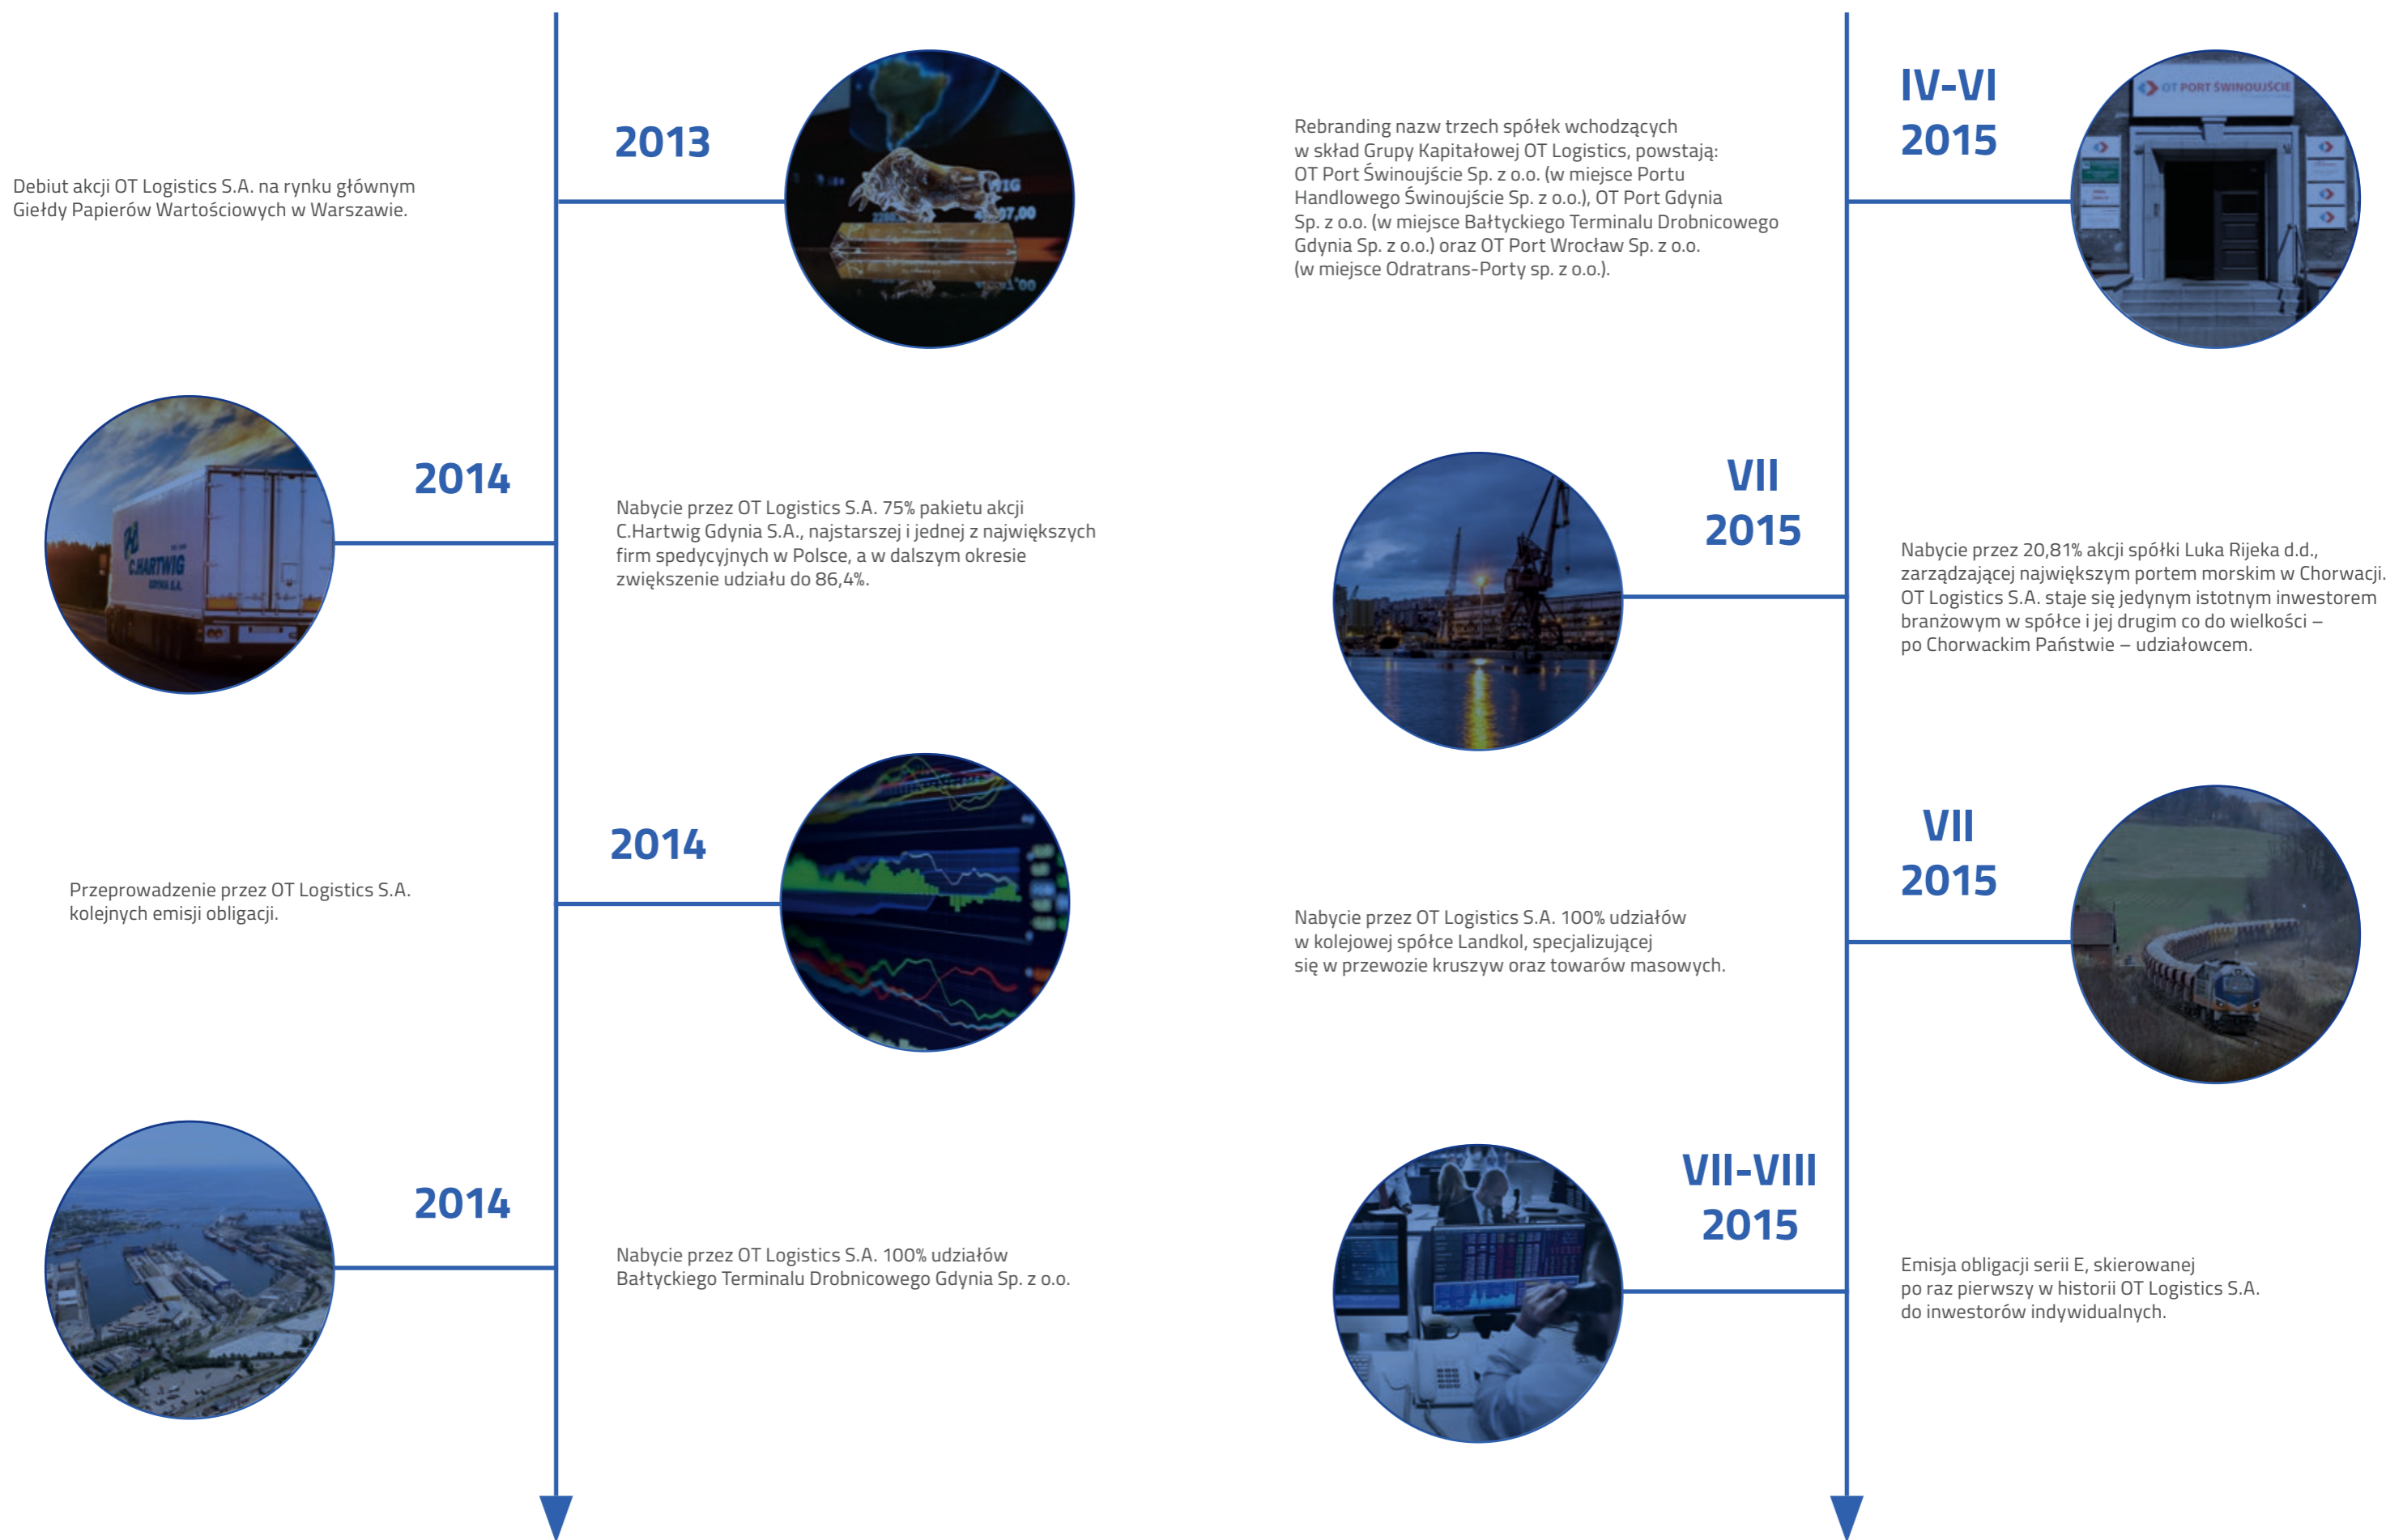 2013
Debiut akcji OT Logistics S.A. na rynku głównym
Giełdy Papierów Wartościowych w Warszawie.
WIG
2014
C.HARTWIG
GDYNIA S.A.
Nabycie przez OT Logistics S.A. 75% pakietu akcji
C.Hartwig Gdynia S.A., najstarszej i jednej z największych
firm spedycyjnych w Polsce, a w dalszym okresie
zwiększenie udziału do 86,4%.
2014
Przeprowadzenie przez OT Logistics S.A.
kolejnych emisji obligacji.
2014
Nabycie przez OT Logistics S.A. 100% udziałów
Bałtyckiego Terminalu Drobnicowego Gdynia Sp. z o.o.
IV-VI
2015
OT PORT ŚWINOUJŚCIE
Rebranding nazw trzech spółek wchodzących
w skład Grupy Kapitałowej OT Logistics, powstają:
OT Port Świnoujście Sp. z o.o. (w miejsce Portu
Handlowego Świnoujście Sp. z o.o.), OT Port Gdynia
Sp. z o.o. (w miejsce Bałtyckiego Terminalu Drobnicowego
Gdynia Sp. z o.o.) oraz OT Port Wrocław Sp. z o.o.
(w miejsce Odratrans-Porty sp. z o.o.).
VII
2015
Nabycie przez 20,81% akcji spółki Luka Rijeka d.d.,
zarządzającej największym portem morskim w Chorwacji.
OT Logistics S.A. staje się jedynym istotnym inwestorem
branżowym w spółce i jej drugim co do wielkości –
po Chorwackim Państwie – udziałowcem.
VII
2015
Nabycie przez OT Logistics S.A. 100% udziałów
w kolejowej spółce Landkol, specjalizującej
się w przewozie kruszyw oraz towarów masowych.
VII-VIII
2015
Emisja obligacji serii E, skierowanej
po raz pierwszy w historii OT Logistics S.A.
do inwestorów indywidualnych.